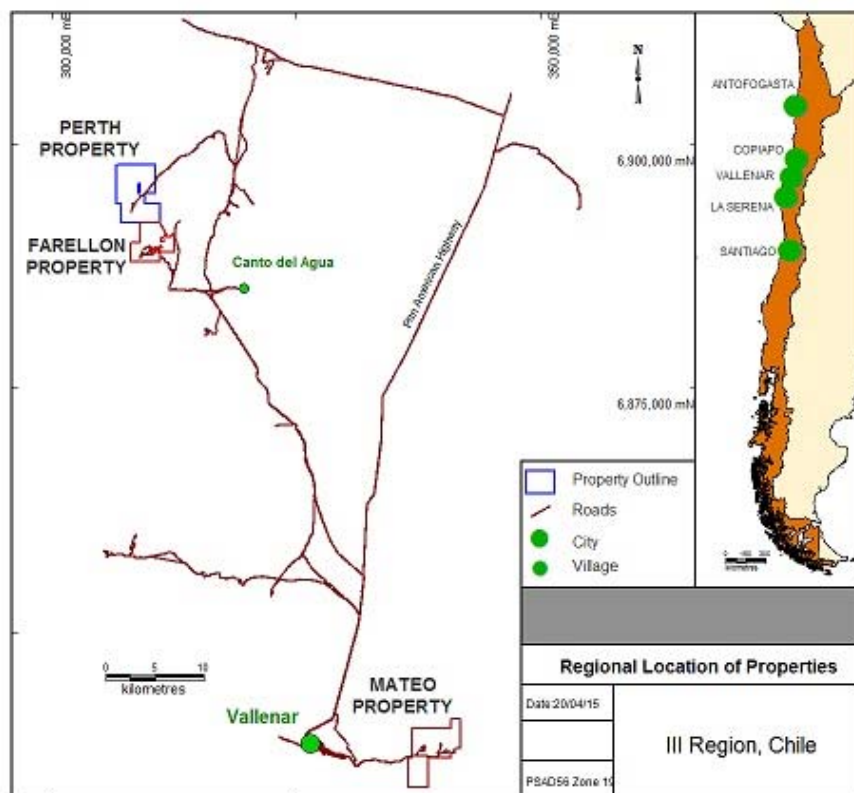 300,000 mE
350,000 mE
N
PERTH
PROPERTY
6,900,000 mN
FARELLON
PROPERTY
Canto del Agua
Pan American Highway
6,875,000 mN
0 5 10
kilometres
Vallenar
MATEO
PROPERTY
ANTOFOGASTA
COPIAPO
VALLENAR
LA SERENA
SANTIAGO
kilometres
Property Outline
Roads
City
Village
Regional Location of Properties
Date:20/04/15
III Region, Chile
PSAD56 Zone 19